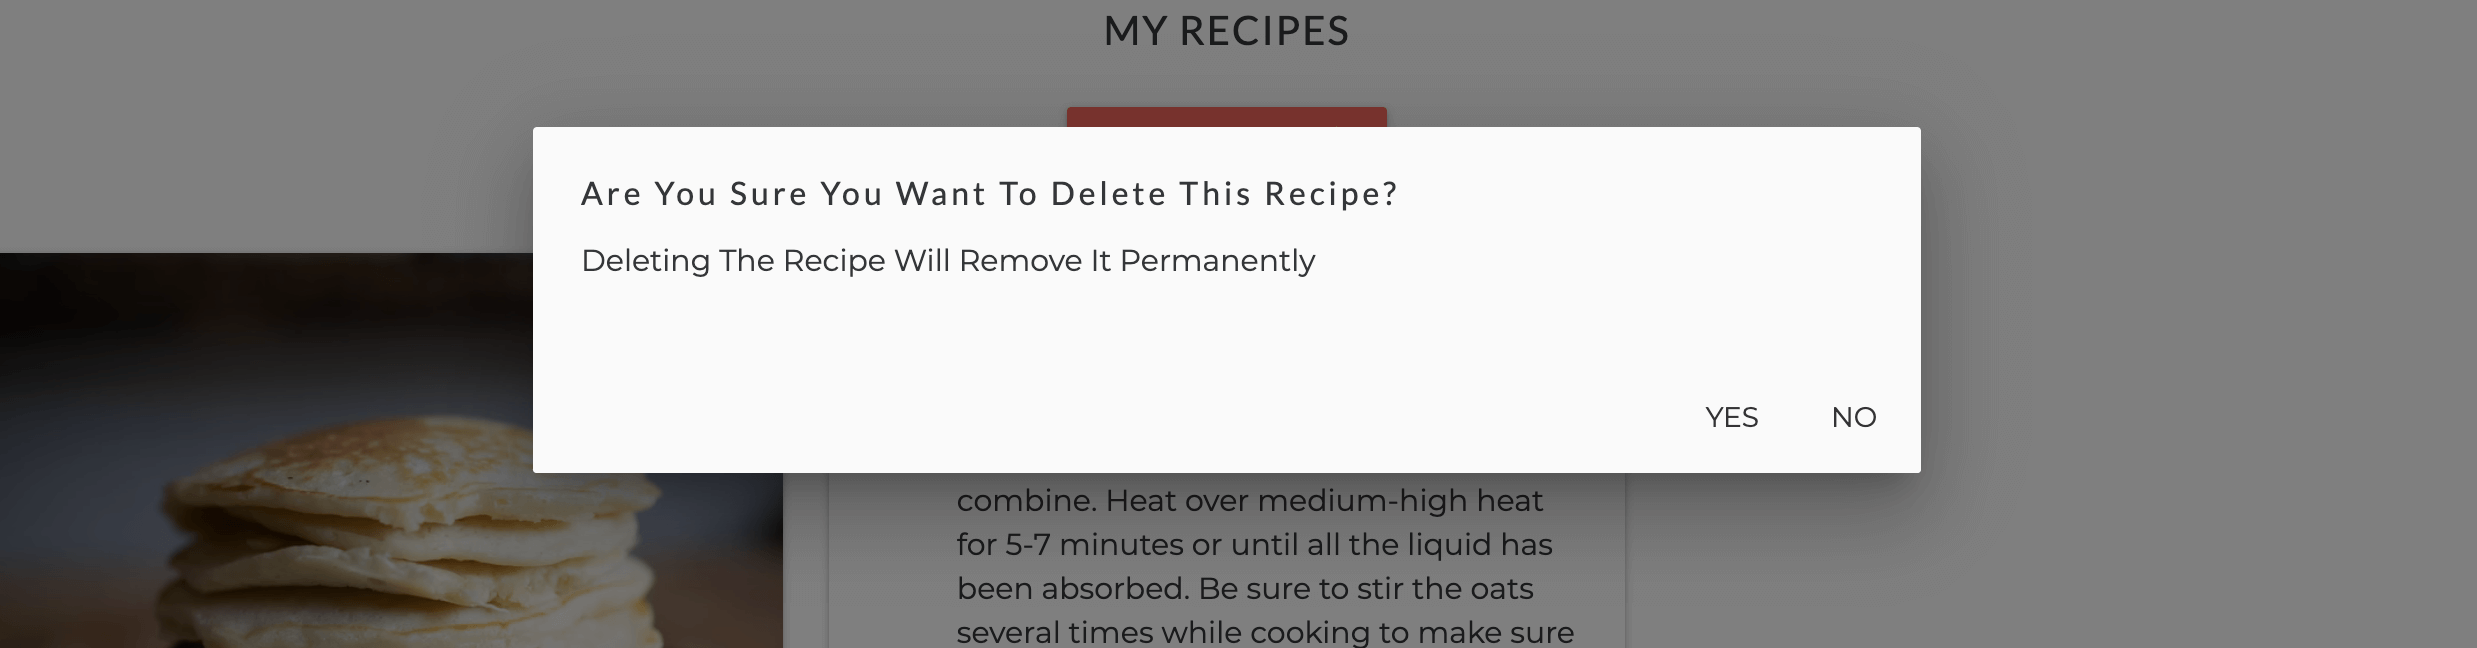 MY RECIPES
Are You Sure You Want To Delete This Recipe?
Deleting The Recipe Will Remove It Permanently
YES NO
combine. Heat over medium-high heat
for 5-7 minutes or until all the liquid has
been absorbed. Be sure to stir the oats
several times while cooking to make sure